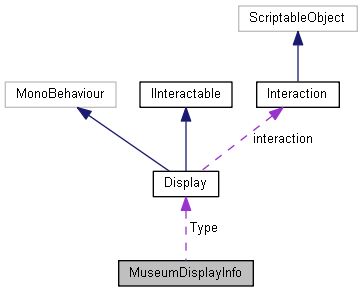 ScriptableObject
MonoBehaviour
IInteractable
Interaction
interaction
Display
Type
MuseumDisplayInfo